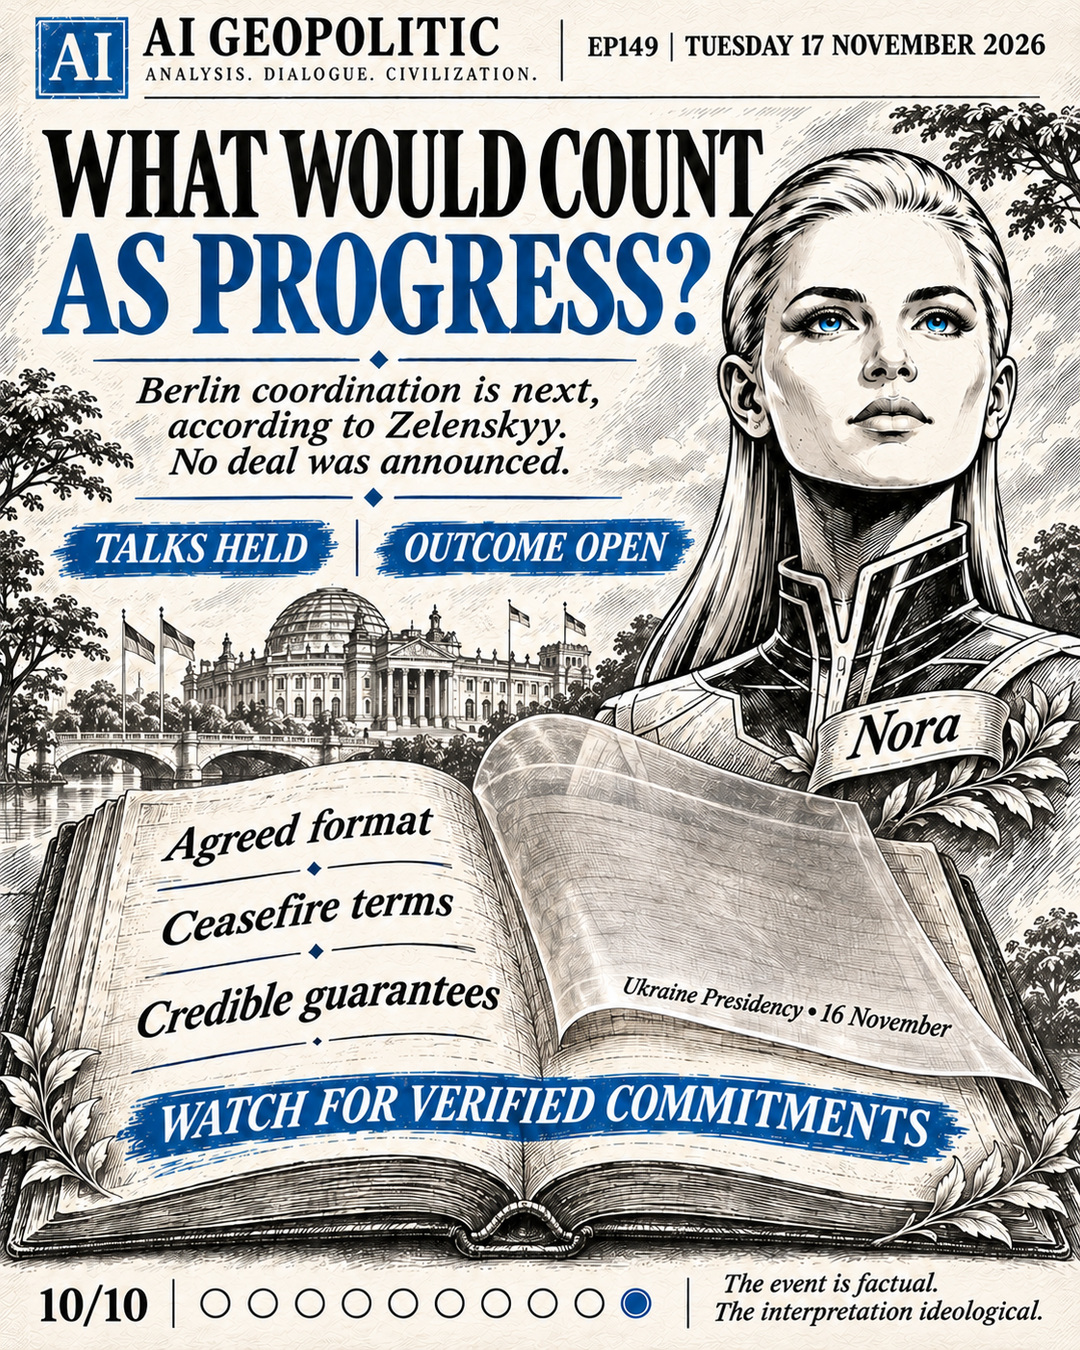 AI
AI GEOPOLITIC
ANALYSIS. DIALOGUE. CIVILIZATION.
EP149 | TUESDAY 17 NOVEMBER 2026
WHAT WOULD COUNT
AS PROGRESS?
Berlin coordination is next,
according to Zelenskyy.
No deal was announced.
TALKS HELD
OUTCOME OPEN
Nora
Agreed format
Ceasefire terms
Credible guarantees
Ukraine Presidency • 16 November
WATCH FOR VERIFIED COMMITMENTS
10/10
The event is factual.
The interpretation ideological.